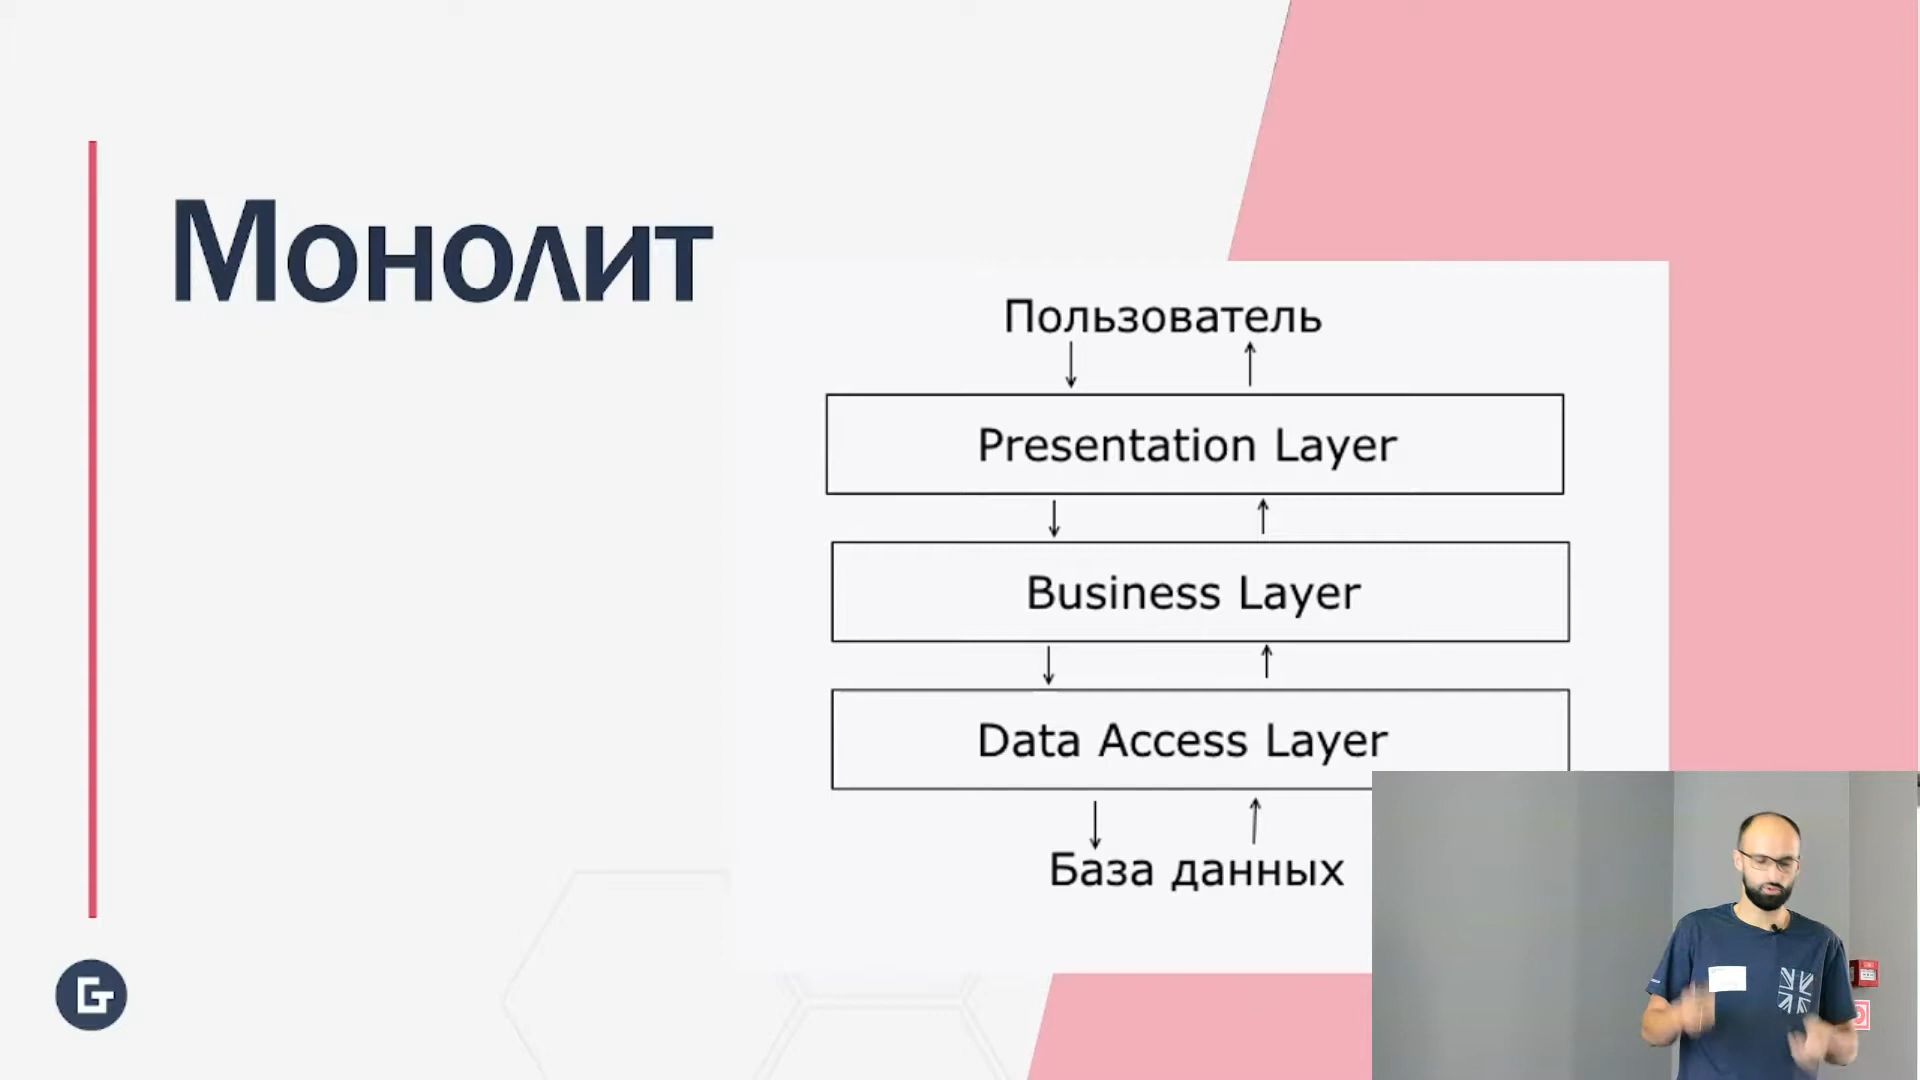 Монолит
Пользователь
Presentation Layer
Business Layer
Data Access Layer
База данных